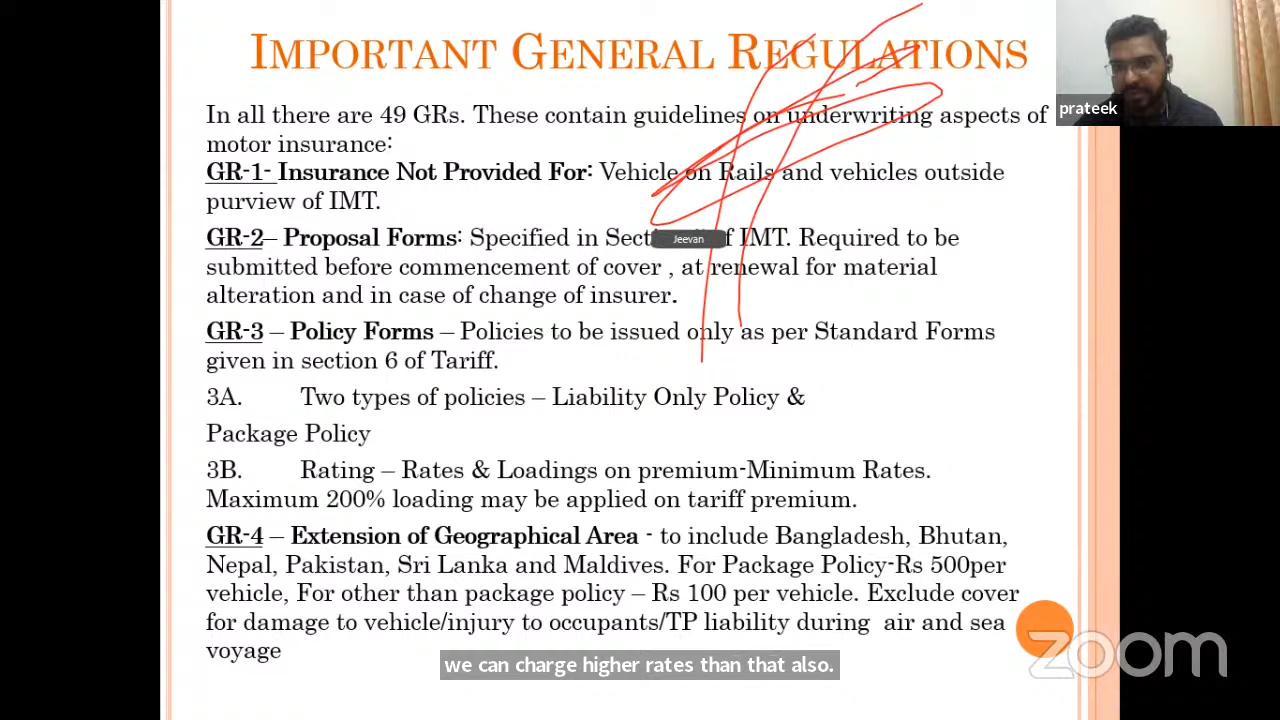 IMPORTANT GENERAL REGULATIONS
prateek
In all there are 49 GRs. These contain guidelines on underwriting aspects of
motor insurance:
GR-1- Insurance Not Provided For: Vehicle on Rails and vehicles outside
purview of IMT.
GR-2– Proposal Forms: Specified in Sect f IMT. Required to be
Jeevan
submitted before commencement of cover , at renewal for material
alteration and in case of change of insurer.
GR-3 – Policy Forms – Policies to be issued only as per Standard Forms
given in section 6 of Tariff.
3A. Two types of policies – Liability Only Policy &
Package Policy
3B. Rating – Rates & Loadings on premium-Minimum Rates.
Maximum 200% loading may be applied on tariff premium.
GR-4 – Extension of Geographical Area - to include Bangladesh, Bhutan,
Nepal, Pakistan, Sri Lanka and Maldives. For Package Policy-Rs 500per
vehicle, For other than package policy – Rs 100 per vehicle. Exclude cover
for damage to vehicle/injury to occupants/TP liability during air and sea
voyage
we can charge higher rates than that also.
zoom